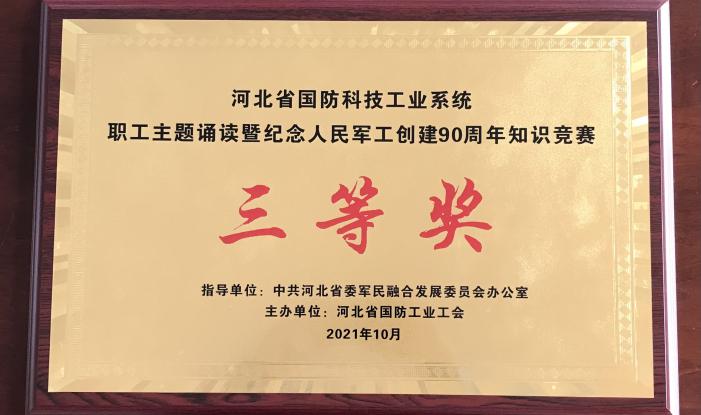 河北省国防科技工业系统
职工主题诵读暨纪念人民军工创建90周年知识竞赛
三等奖
指导单位：中共河北省委军民融合发展委员会办公室
主办单位：河北省国防工业工会
2021年10月